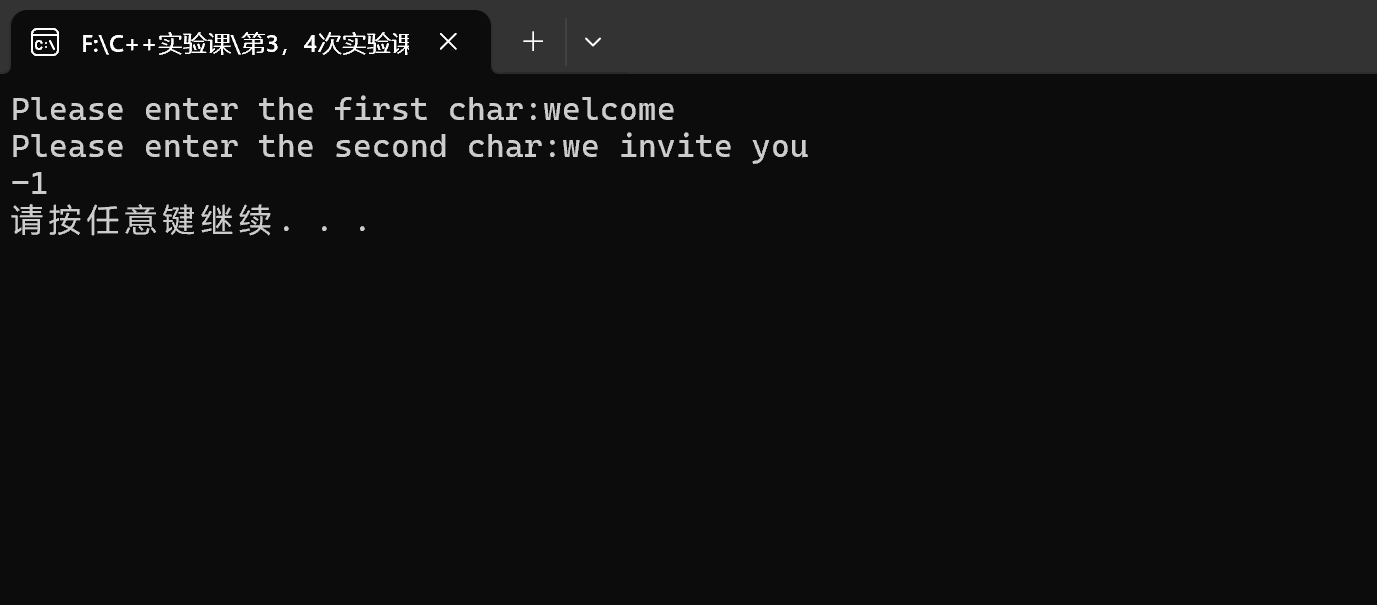 F:\C++实验课\第3，4次实验课
Please enter the first char:welcome
Please enter the second char:we invite you
-1
请按任意键继续. . .